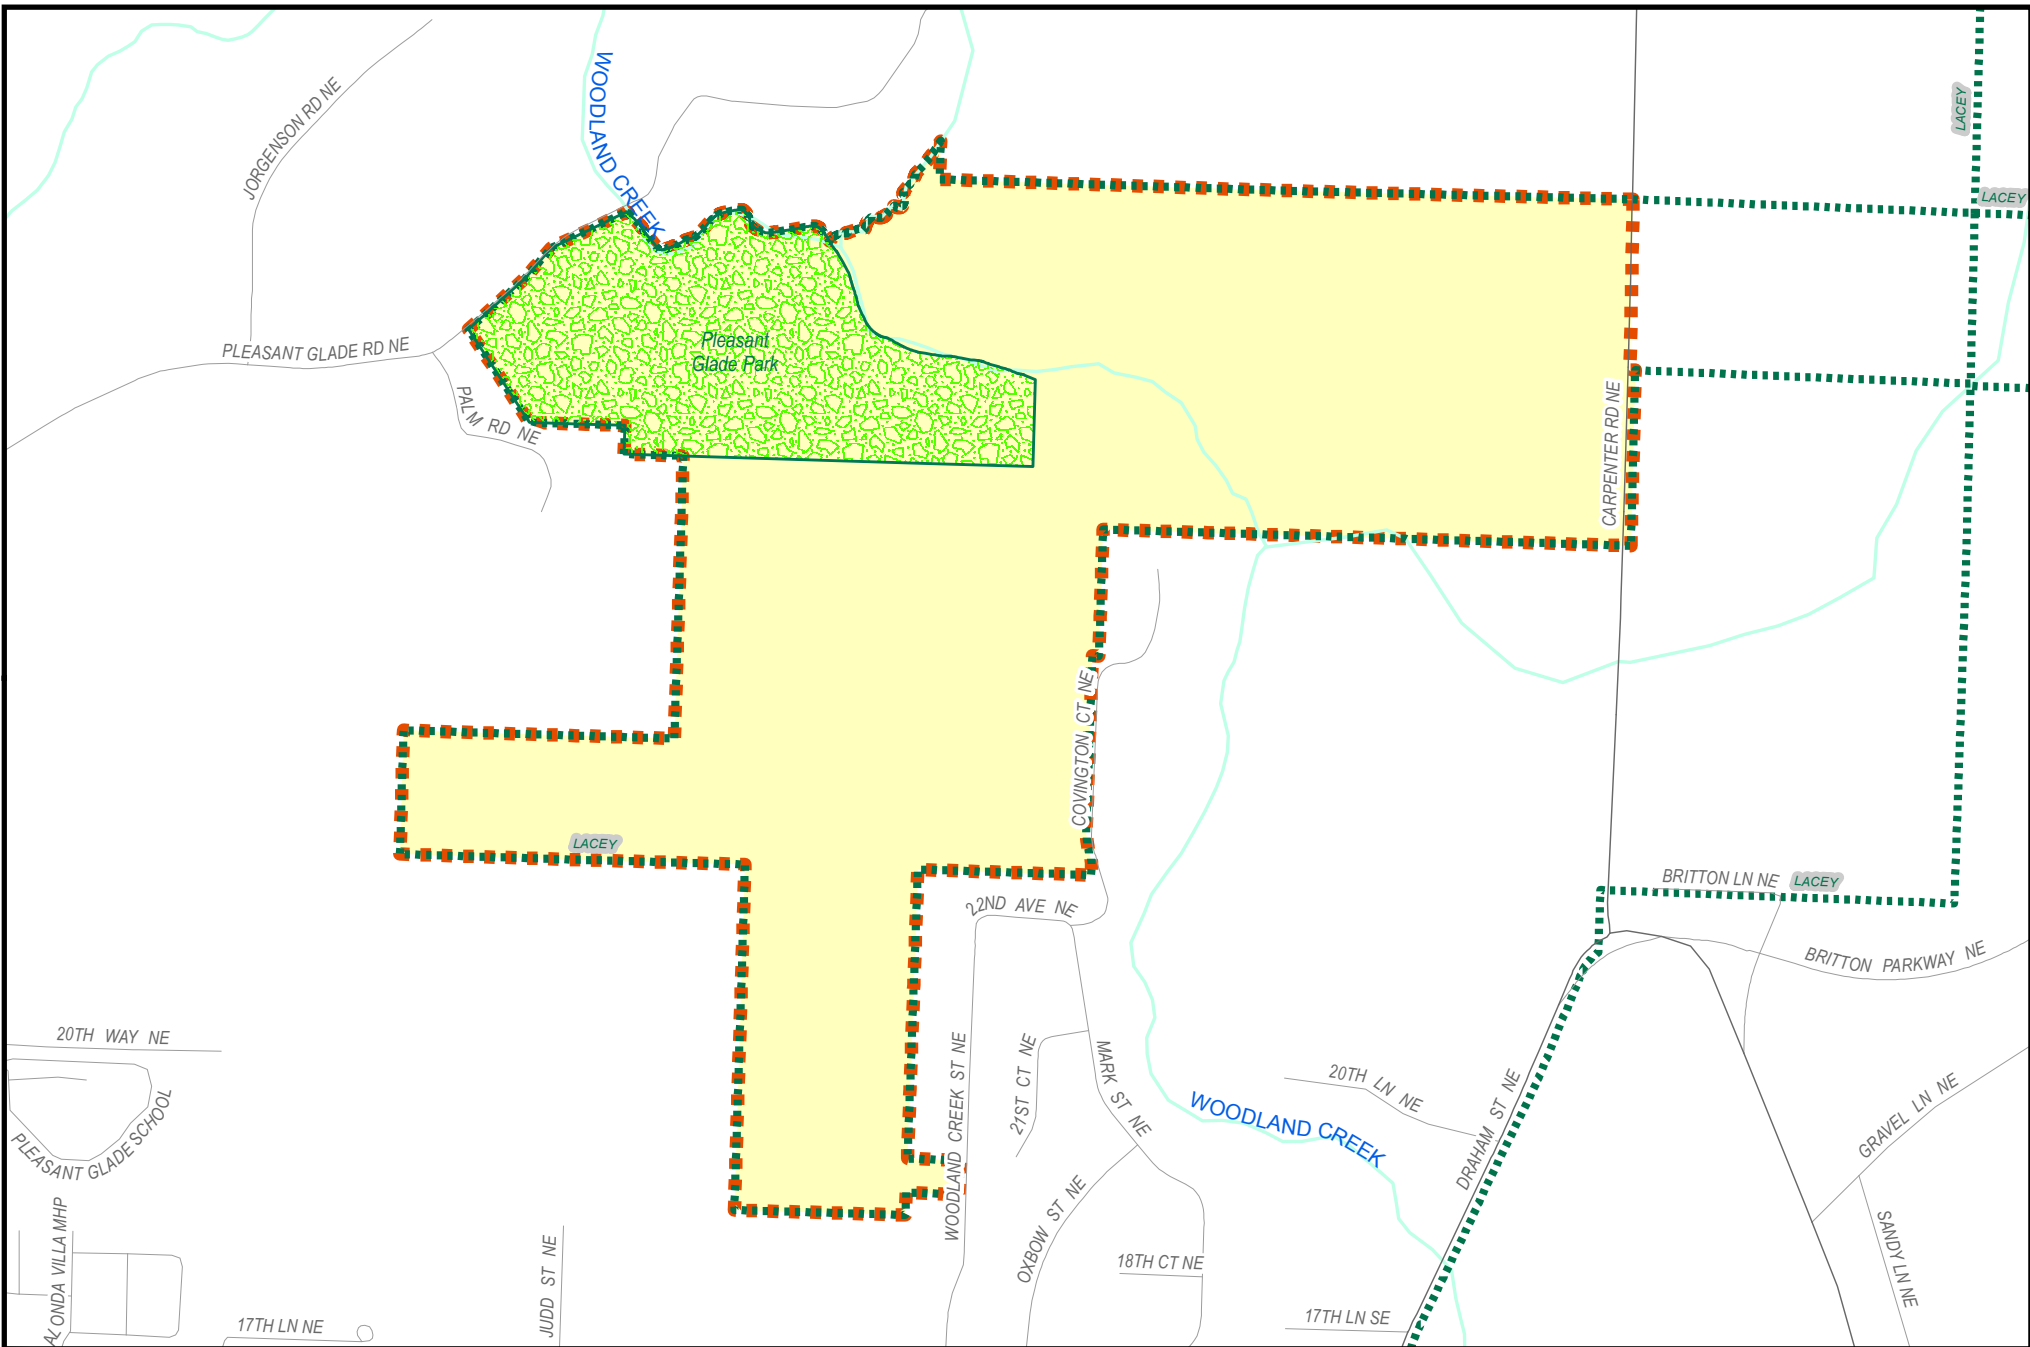 WOODLAND CREEK
JORGENSON RD NE
LACEY
LACEY
PLEASANT GLADE RD NE
Pleasant
Glade Park
PALM RD NE
CARPENTER RD NE
COVINGTON CT NE
LACEY
BRITTON LN NE
LACEY
22ND AVE NE
BRITTON PARKWAY NE
20TH WAY NE
PLEASANT GLADE SCHOOL
WOODLAND CREEK ST NE
21ST CT NE
MARK ST NE
WOODLAND CREEK
20TH LN NE
DRAHAM ST NE
GRAVEL LN NE
SANDY LN NE
OXBOW ST NE
18TH CT NE
ALONDA VILLA MHP
JUDD ST NE
17TH LN NE
17TH LN SE